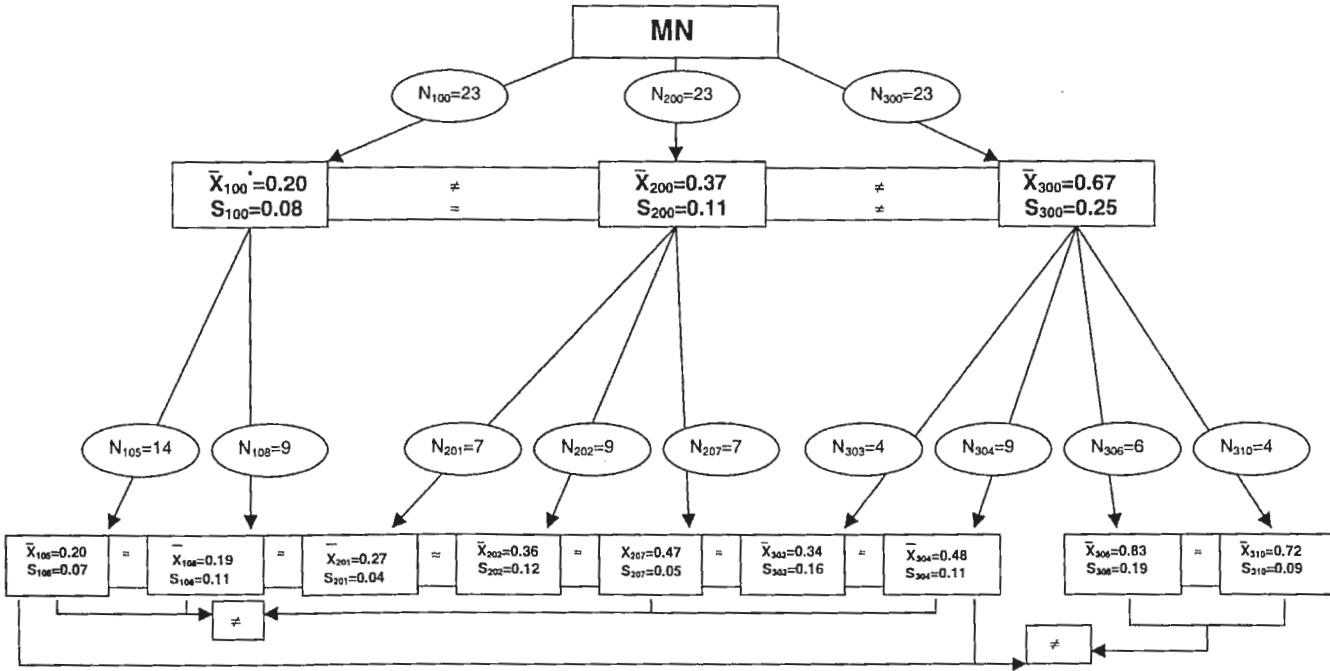 MN
N100=23 N200=23 N300=23
X̄100*=0.20 ≠ X̄200=0.37 ≠ X̄300=0.67
S100=0.08 = S200=0.11 ≠ S300=0.25
N105=14 N108=9 N201=7 N202=9 N207=7 N303=4 N304=9 N306=6 N310=4
X̄105=0.20 = X̄108=0.19 = X̄201=0.27 ≈ X̄202=0.36 = X207=0.47 = X̄303=0.34 = X̄304=0.48 X̄306=0.83 = X̄310=0.72
S106=0.07 S106=0.11 S201=0.04 S202=0.12 S207=0.05 S303=0.16 S304=0.11 S306=0.19 S310=0.09
≠
≠